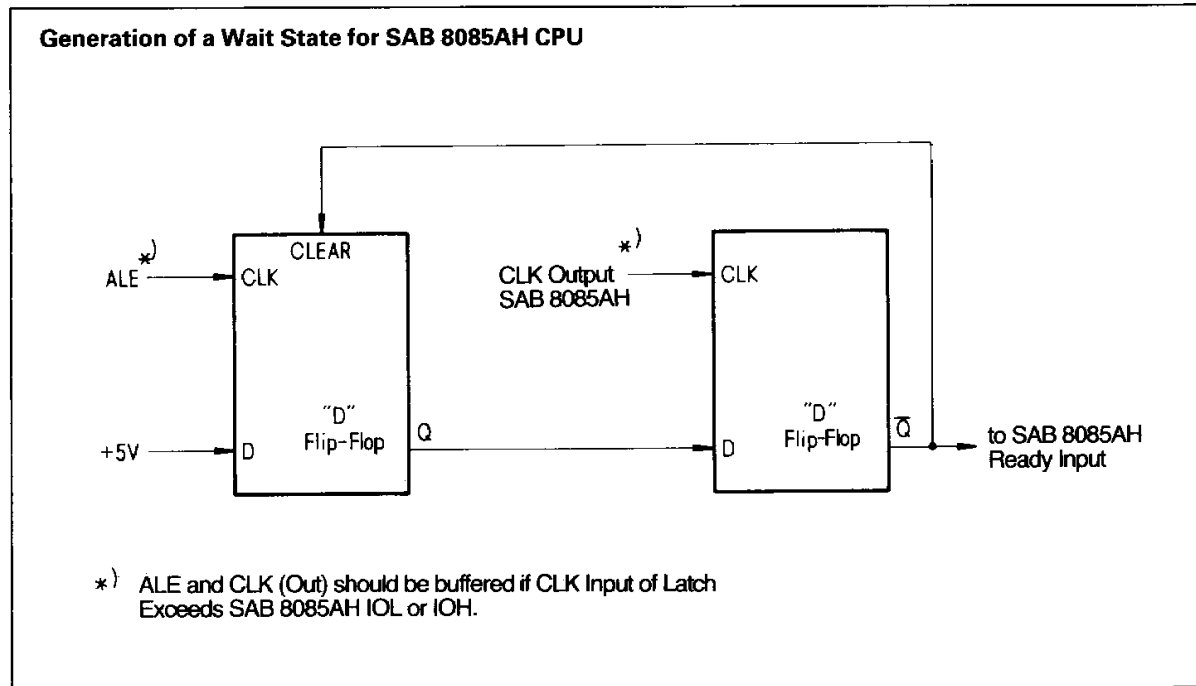 Generation of a Wait State for SAB 8085AH CPU
ALE *)
CLEAR
CLK
+5V
D
"D"
Flip-Flop
Q
CLK Output *)
SAB 8085AH
CLK
D
"D"
Flip-Flop
Q̅
to SAB 8085AH
Ready Input
*) ALE and CLK (Out) should be buffered if CLK Input of Latch
Exceeds SAB 8085AH IOL or IOH.